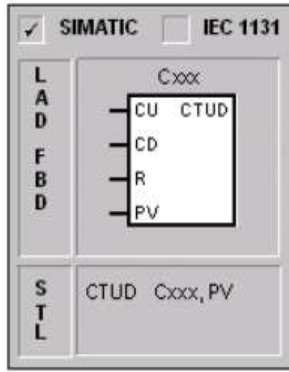 ✓ SIMATIC IEC 1131
LAD
FBD
Cxxx
CU CTUD
CD
R
PV
STL
CTUD Cxxx, PV